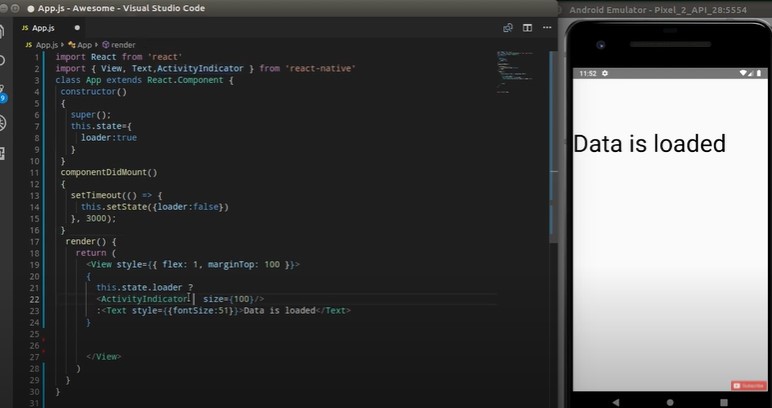 App.js - Awesome - Visual Studio Code
Android Emulator - Pixel_2_API_28:5554
App.js
App.js > App > render
1 import React from 'react'
2 import { View, Text,ActivityIndicator } from 'react-native'
3 class App extends React.Component {
4 constructor()
5 {
6 super();
7 this.state={
8 loader:true
9 }
10 }
11 componentDidMount()
12 {
13 setTimeout(() => {
14 this.setState({loader:false})
15 }, 3000);
16 }
17 render() {
18 return (
19 <View style={{ flex: 1, marginTop: 100 }}>
20 {
21 this.state.loader ?
22 <ActivityIndicator size={100}/>
23 :<Text style={{fontSize:51}}>Data is loaded</Text>
24 }
25
26
27 </View>
28 )
29 }
30 }
31
9
11:52
Data is loaded
Subscribe